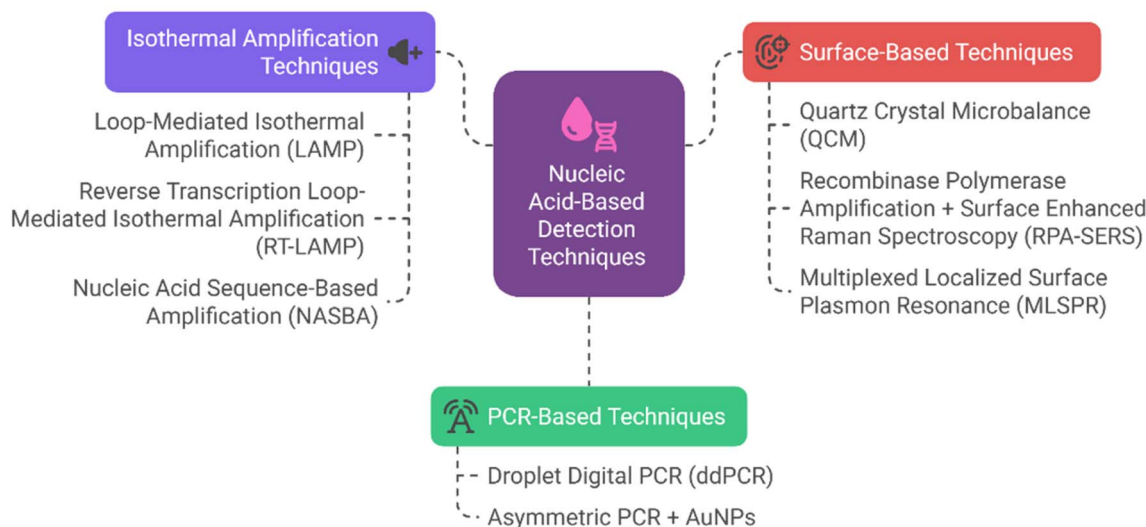 Isothermal Amplification
Techniques
Loop-Mediated Isothermal
Amplification (LAMP)
Reverse Transcription Loop-
Mediated Isothermal Amplification
(RT-LAMP)
Nucleic Acid Sequence-Based
Amplification (NASBA)
Nucleic
Acid-Based
Detection
Techniques
Surface-Based Techniques
Quartz Crystal Microbalance
(QCM)
Recombinase Polymerase
Amplification + Surface Enhanced
Raman Spectroscopy (RPA-SERS)
Multiplexed Localized Surface
Plasmon Resonance (MLSPR)
PCR-Based Techniques
Droplet Digital PCR (ddPCR)
Asymmetric PCR + AuNPs